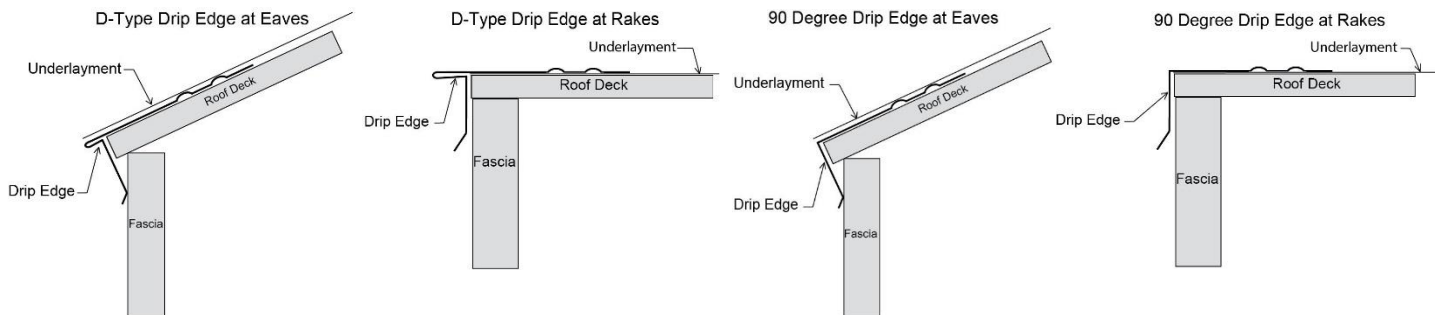 D-Type Drip Edge at Eaves
Underlayment
Roof Deck
Drip Edge
Fascia
D-Type Drip Edge at Rakes
Underlayment
Roof Deck
Drip Edge
Fascia
90 Degree Drip Edge at Eaves
Underlayment
Roof Deck
Drip Edge
Fascia
90 Degree Drip Edge at Rakes
Underlayment
Roof Deck
Drip Edge
Fascia